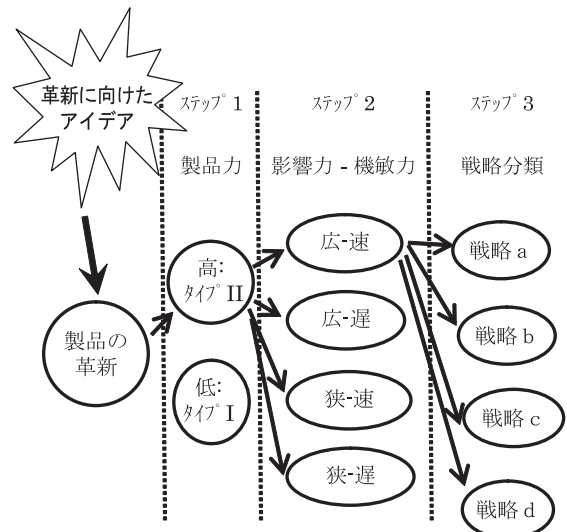 革新に向けた
アイデア
ステップ 1
ステップ 2
ステップ 3
製品力
影響力 - 機敏力
戦略分類
製品の
革新
高:
タイプ II
低:
タイプ I
広-速
広-遅
狭-速
狭-遅
戦略 a
戦略 b
戦略 c
戦略 d